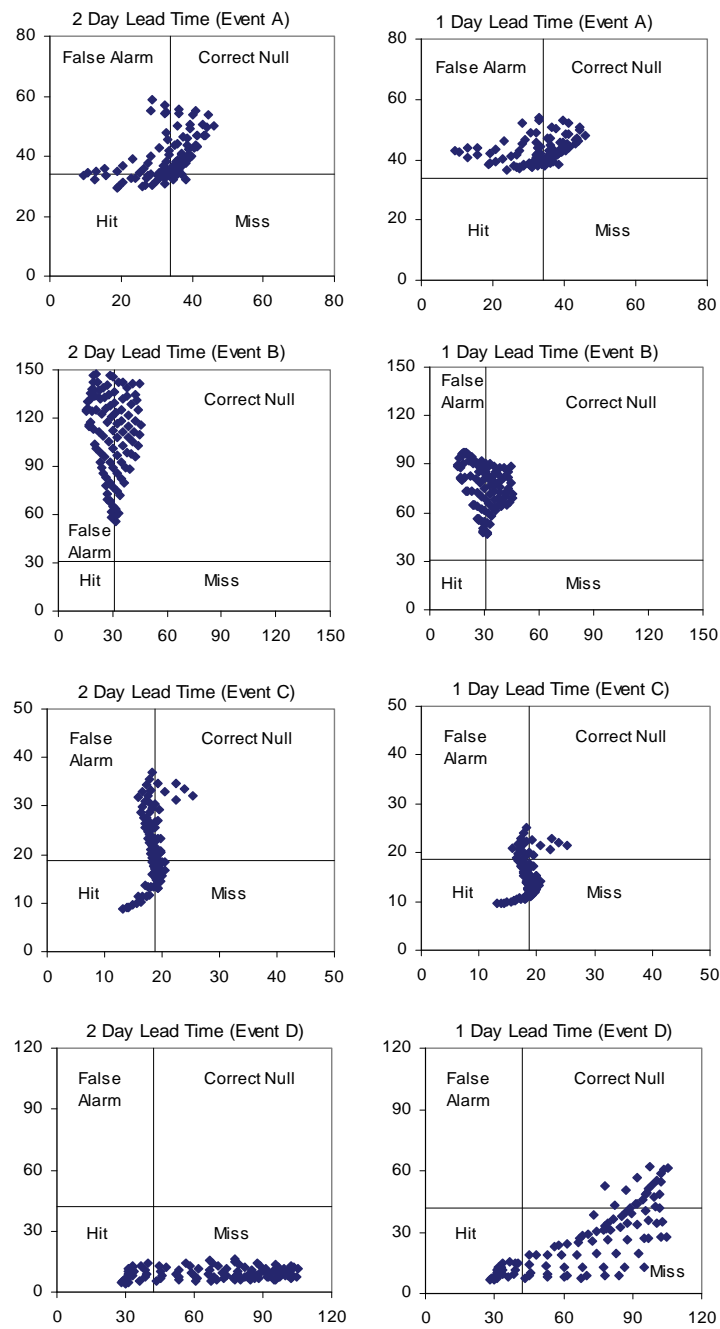 2 Day Lead Time (Event A)
80
60
40
20
0
0 20 40 60 80
False Alarm Correct Null
Hit Miss
1 Day Lead Time (Event A)
80
60
40
20
0
0 20 40 60 80
False Alarm Correct Null
Hit Miss
2 Day Lead Time (Event B)
150
120
90
60
30
0
0 30 60 90 120 150
Correct Null
False
Alarm
Hit Miss
1 Day Lead Time (Event B)
150
120
90
60
30
0
0 30 60 90 120 150
False
Alarm
Correct Null
Hit Miss
2 Day Lead Time (Event C)
50
40
30
20
10
0
0 10 20 30 40 50
False
Alarm
Correct Null
Hit Miss
1 Day Lead Time (Event C)
50
40
30
20
10
0
0 10 20 30 40 50
False
Alarm
Correct Null
Hit Miss
2 Day Lead Time (Event D)
120
90
60
30
0
0 30 60 90 120
False
Alarm
Correct Null
Hit Miss
1 Day Lead Time (Event D)
120
90
60
30
0
0 30 60 90 120
False
Alarm
Correct Null
Hit
Miss